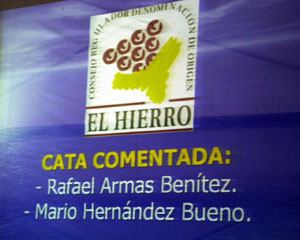 CONSEJO REGULADOR DENOMINACIÓN DE ORIGEN
EL HIERRO
CATA COMENTADA:
- Rafael Armas Benítez.
- Mario Hernández Bueno.